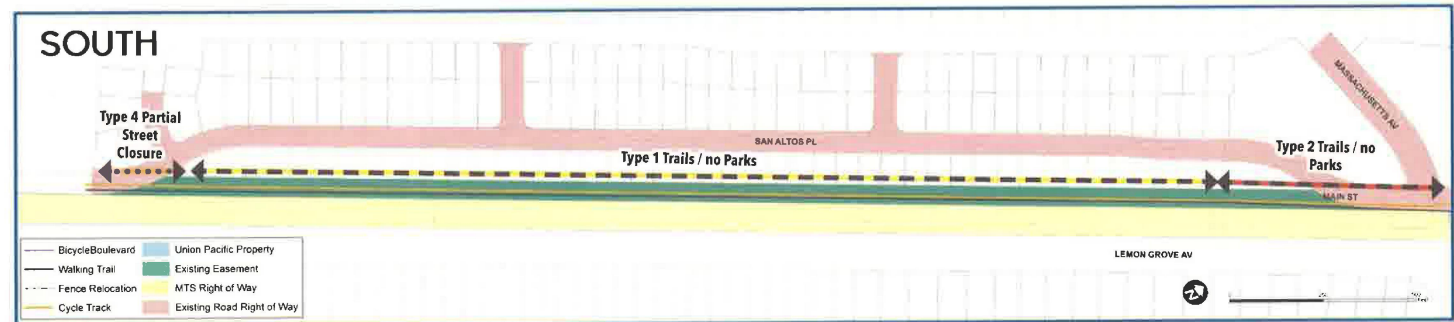 SOUTH
MASSACHUSETTS AV
Type 4 Partial
Street
Closure
SAN ALTOS PL
Type 1 Trails / no Parks
Type 2 Trails / no
Parks
MAIN ST
LEMON GROVE AV
BicycleBoulevard
Walking Trail
Fence Relocation
Cycle Track
Union Pacific Property
Existing Easement
MTS Right of Way
Existing Road Right of Way